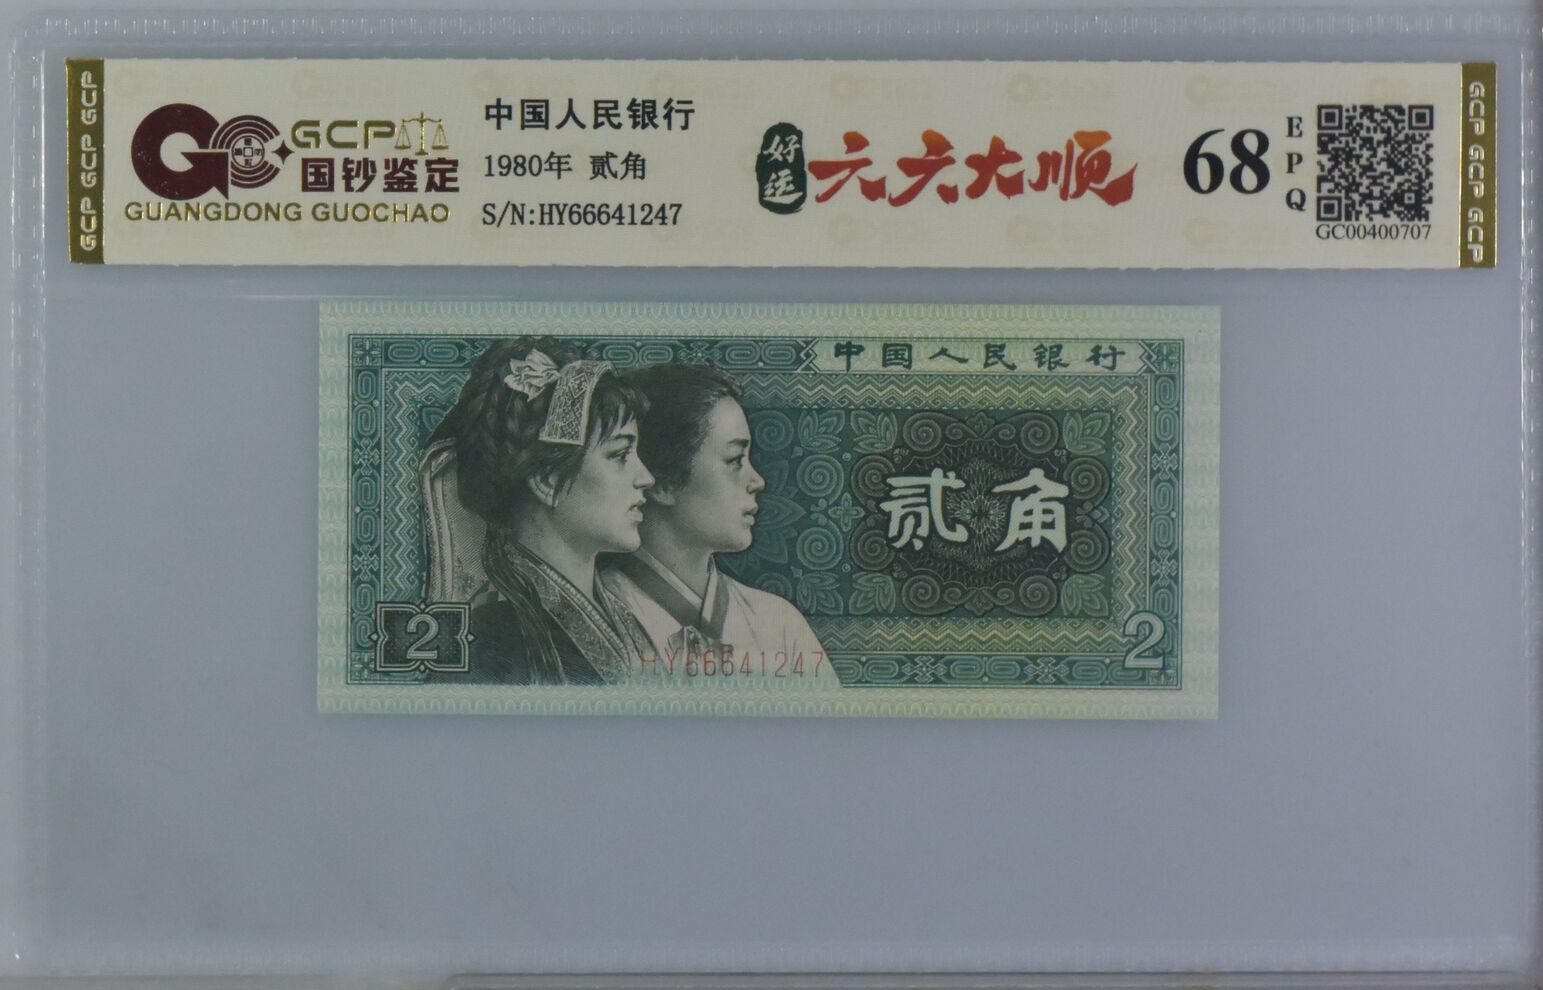 GCP GCP GCP
GCP
国钞鉴定
GUANGDONG GUOCHAO
中国人民银行
1980年 贰角
S/N:HY66641247
好运
六六大顺
68
EPQ
GC00400707
GCP GCP GCP
中国人民银行
贰角
2
HY66641247
2